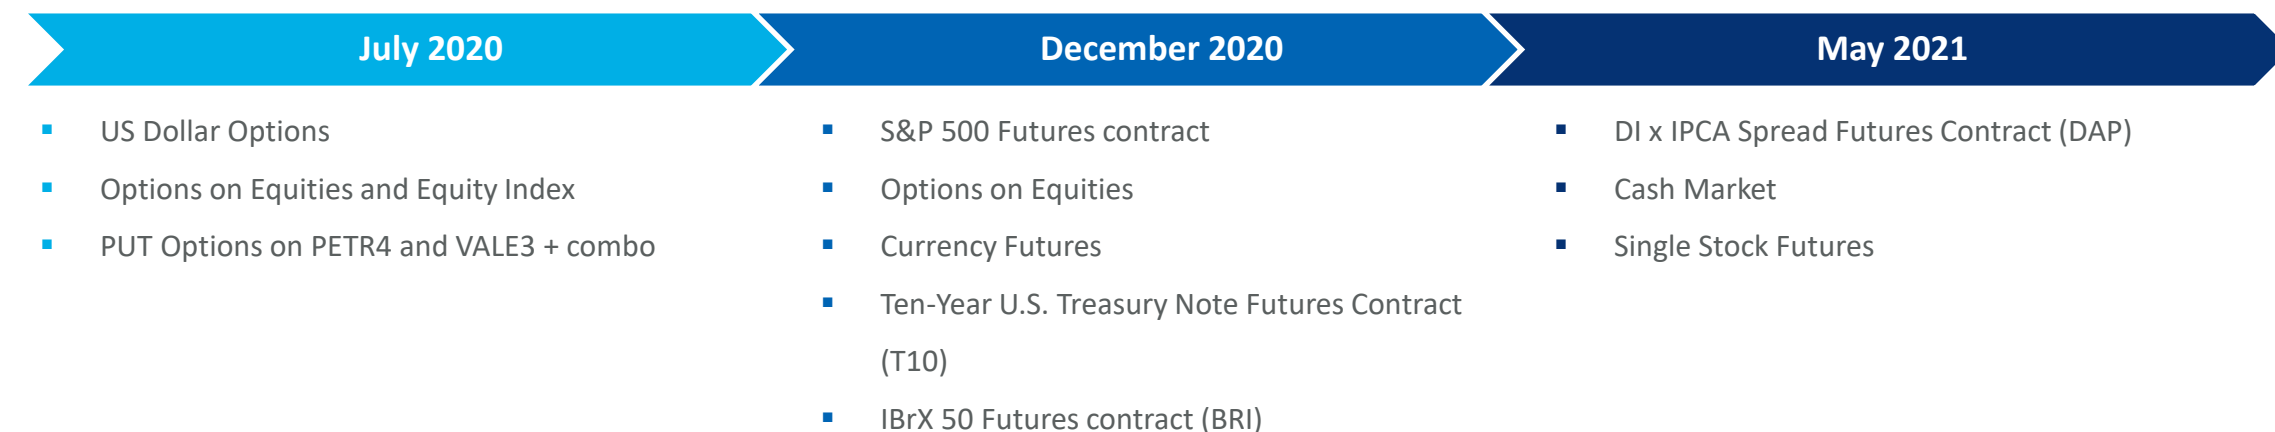 July 2020
December 2020
May 2021
▪ US Dollar Options
▪ Options on Equities and Equity Index
▪ PUT Options on PETR4 and VALE3 + combo
▪ S&P 500 Futures contract
▪ Options on Equities
▪ Currency Futures
▪ Ten-Year U.S. Treasury Note Futures Contract
(T10)
▪ IBrX 50 Futures contract (BRI)
▪ DI x IPCA Spread Futures Contract (DAP)
▪ Cash Market
▪ Single Stock Futures